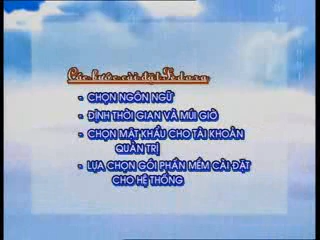 Các bước cài đặt Fedora
- CHỌN NGÔN NGỮ
- ĐỊNH THỜI GIAN VÀ MÚI GIỜ
- CHỌN MẬT KHẨU CHO TÀI KHOẢN
QUẢN TRỊ
- LỰA CHỌN GÓI PHẦN MỀM CÀI ĐẶT
CHO HỆ THỐNG